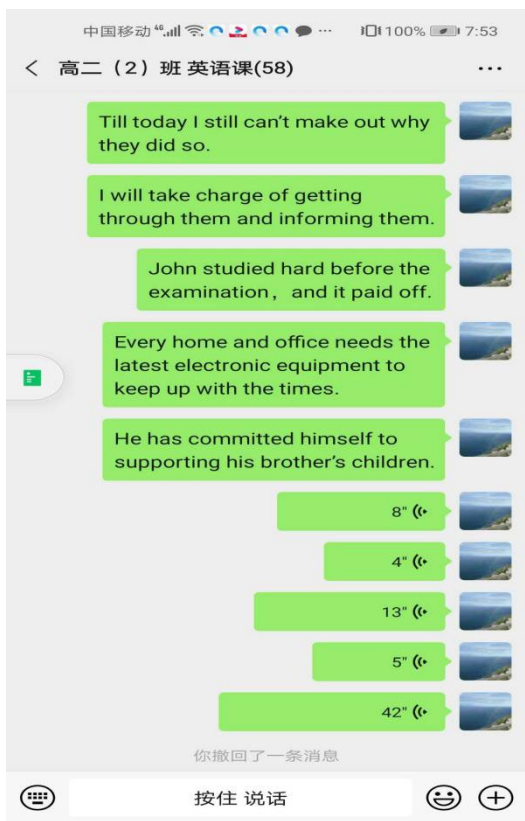 中国移动 4G ... 100% 7:53
高二（2）班 英语课(58) ...
Till today I still can't make out why
they did so.
I will take charge of getting
through them and informing them.
John studied hard before the
examination，and it paid off.
Every home and office needs the
latest electronic equipment to
keep up with the times.
He has committed himself to
supporting his brother's children.
8"
4"
13"
5"
42"
你撤回了一条消息
按住 说话